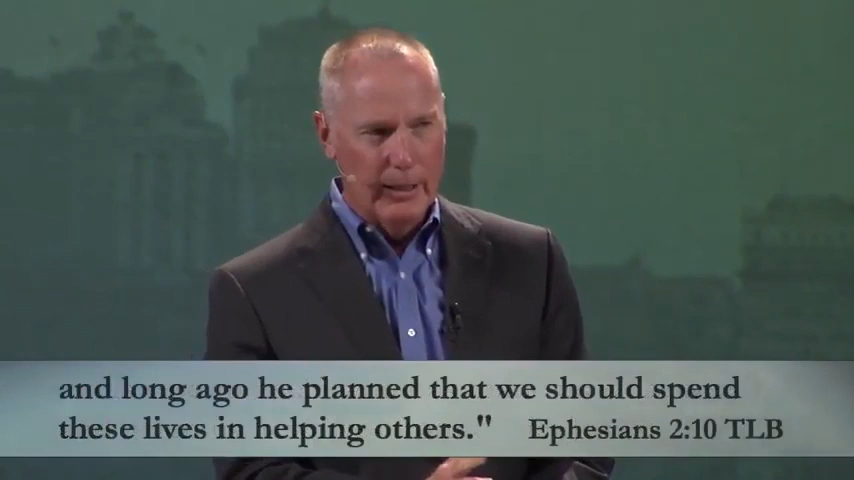 and long ago he planned that we should spend
these lives in helping others."   Ephesians 2:10 TLB